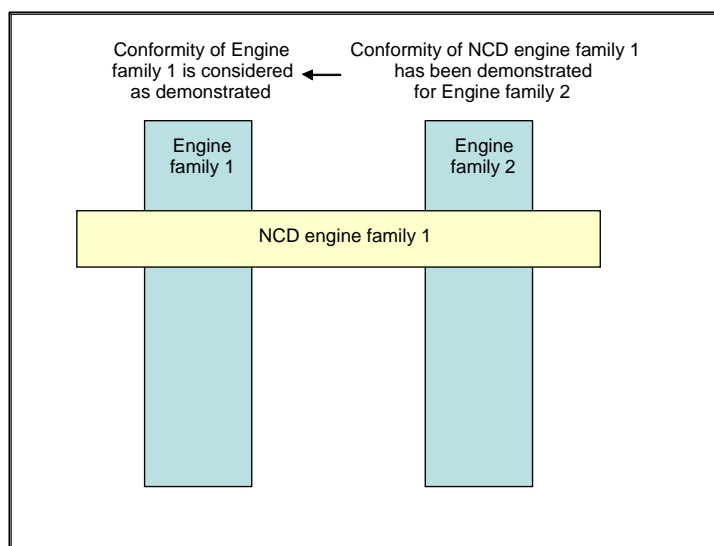 Conformity of Engine
family 1 is considered
as demonstrated
Conformity of NCD engine family 1
has been demonstrated
for Engine family 2
Engine
family 1
Engine
family 2
NCD engine family 1